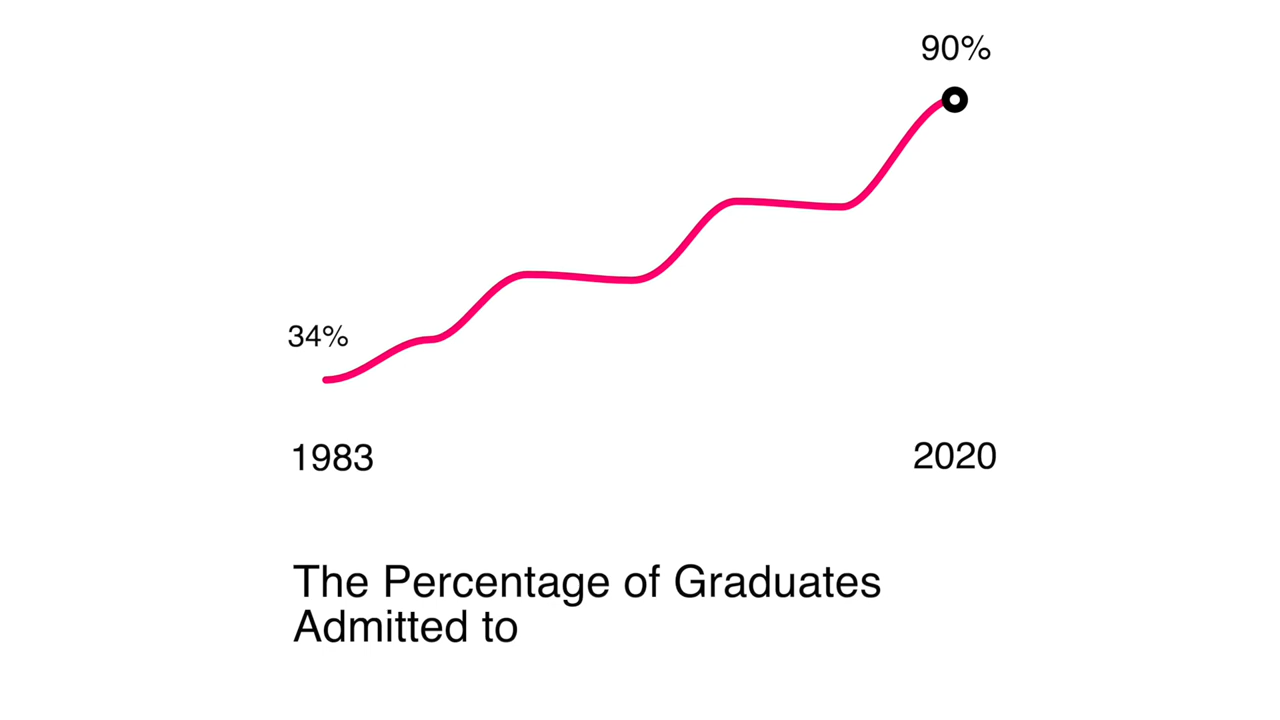 90%
34%
1983
2020
The Percentage of Graduates
Admitted to